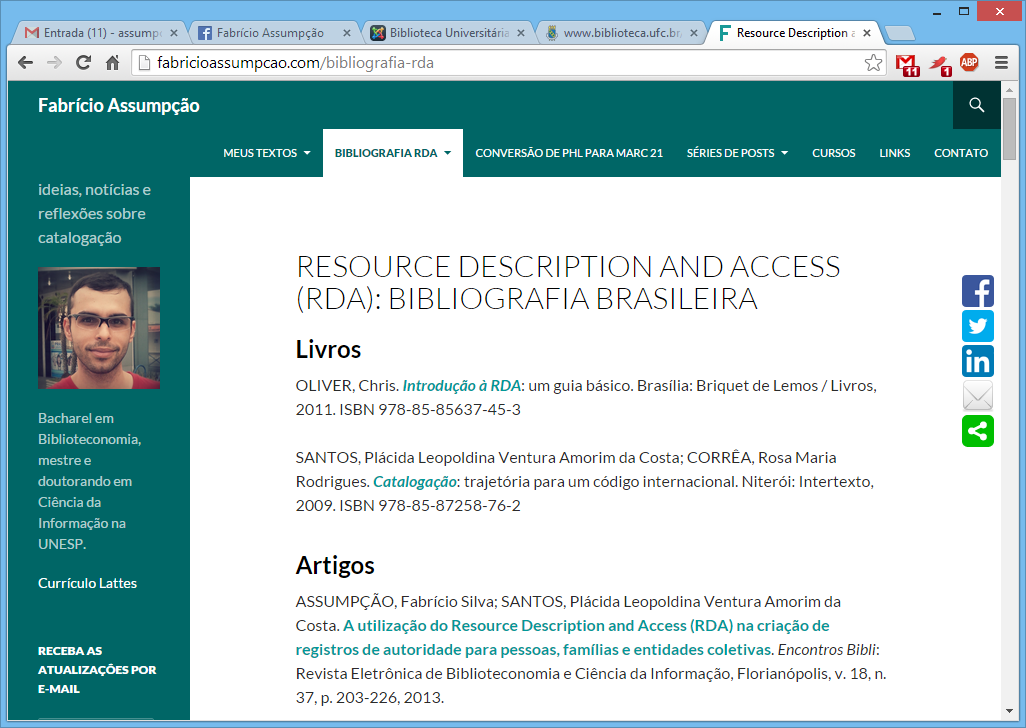 Entrada (11) - assump
Fabrício Assumpção
Biblioteca Universitária
www.biblioteca.ufc.br
Resource Description a
fabricioassumpcao.com/bibliografia-rda
11
1
ABP
Fabrício Assumpção
MEUS TEXTOS
BIBLIOGRAFIA RDA
CONVERSÃO DE PHL PARA MARC 21
SÉRIES DE POSTS
CURSOS
LINKS
CONTATO
ideias, notícias e
reflexões sobre
catalogação
Bacharel em
Biblioteconomia,
mestre e
doutorando em
Ciência da
Informação na
UNESP.
Currículo Lattes
RECEBA AS
ATUALIZAÇÕES POR
E-MAIL
RESOURCE DESCRIPTION AND ACCESS
(RDA): BIBLIOGRAFIA BRASILEIRA
Livros
OLIVER, Chris. Introdução à RDA: um guia básico. Brasília: Briquet de Lemos / Livros,
2011. ISBN 978-85-85637-45-3
SANTOS, Plácida Leopoldina Ventura Amorim da Costa; CORRÊA, Rosa Maria
Rodrigues. Catalogação: trajetória para um código internacional. Niterói: Intertexto,
2009. ISBN 978-85-87258-76-2
Artigos
ASSUMPÇÃO, Fabrício Silva; SANTOS, Plácida Leopoldina Ventura Amorim da
Costa. A utilização do Resource Description and Access (RDA) na criação de
registros de autoridade para pessoas, famílias e entidades coletivas. Encontros Bibli:
Revista Eletrônica de Biblioteconomia e Ciência da Informação, Florianópolis, v. 18, n.
37, p. 203-226, 2013.